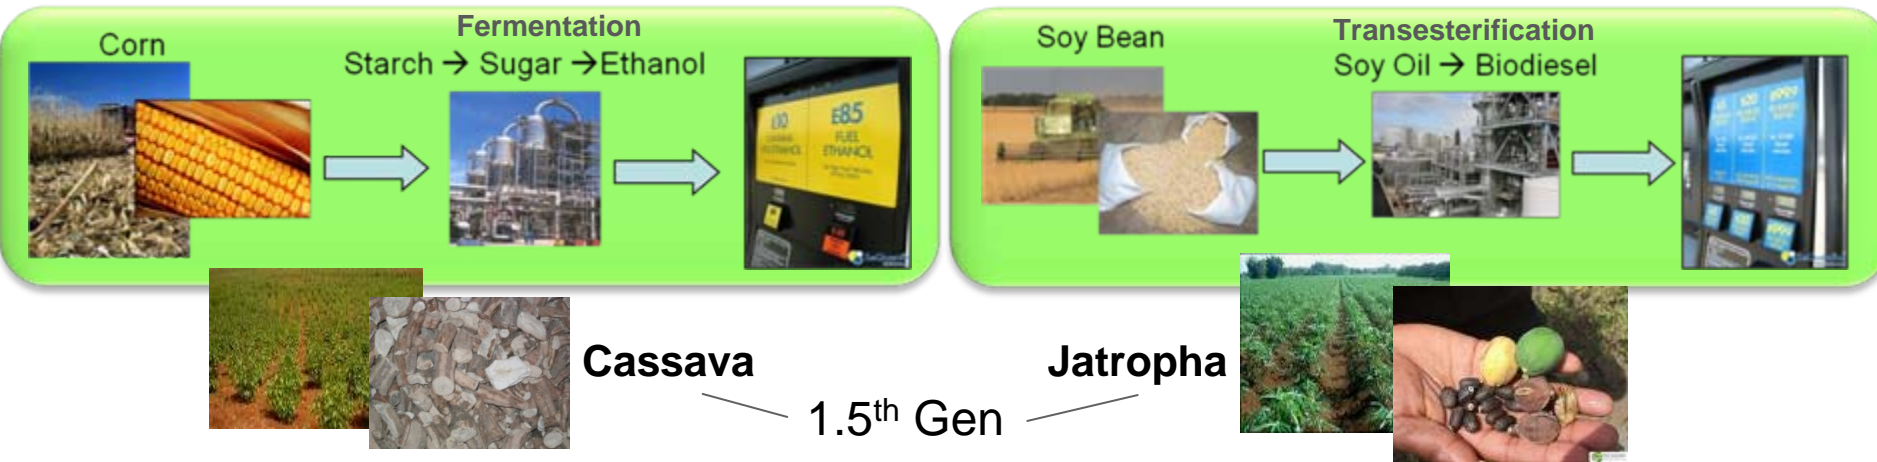 Fermentation
Corn
Starch → Sugar → Ethanol
E10
E85
FUEL
ETHANOL
Transesterification
Soy Bean
Soy Oil → Biodiesel
Cassava
Jatropha
1.5th Gen